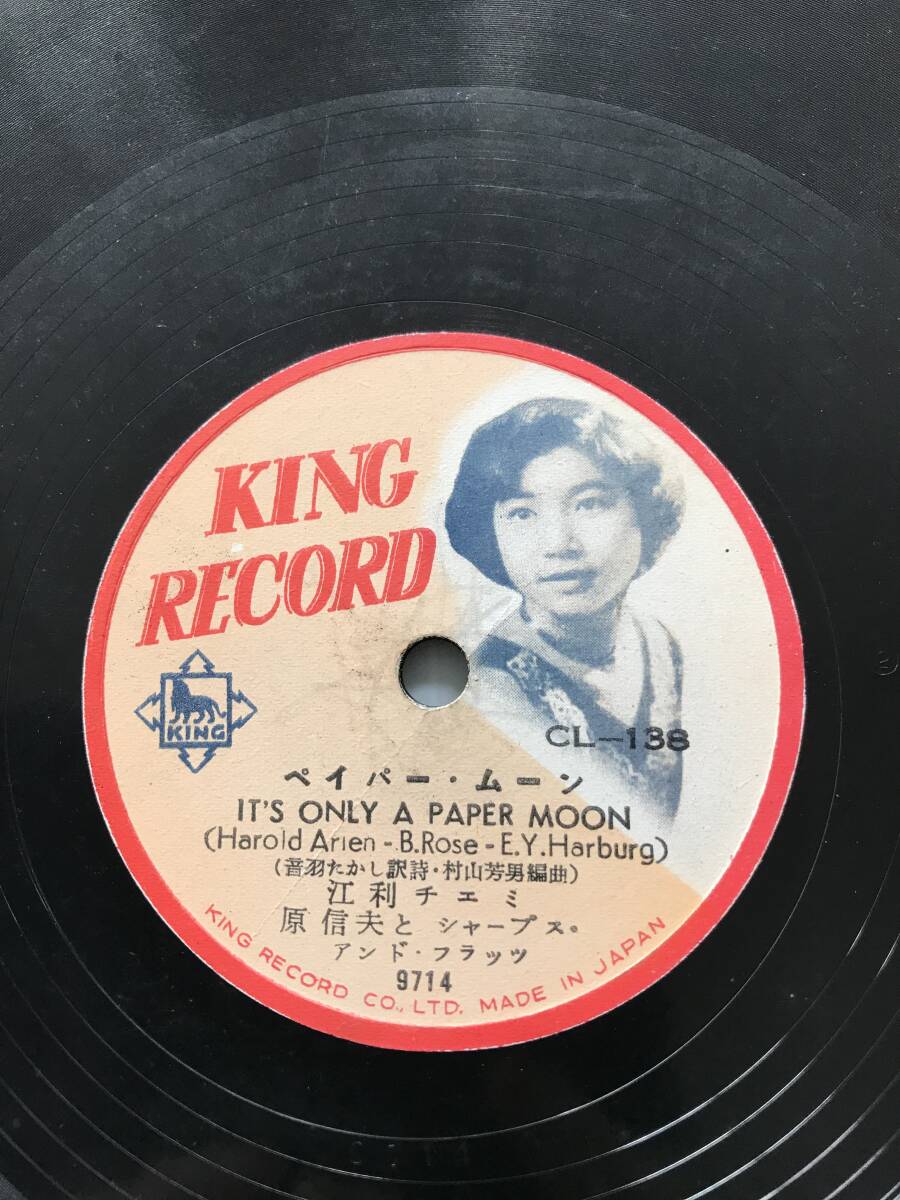 KING
RECORD
KING
CL-138
ペイパー・ムーン
IT'S ONLY A PAPER MOON
(Harold Arien - B.Rose - E.Y.Harburg)
(音羽たかし訳詩・村山芳男編曲)
江利チエミ
原信夫と シャープス。
アンド・フラッツ
9714
KING RECORD CO., LTD. MADE IN JAPAN